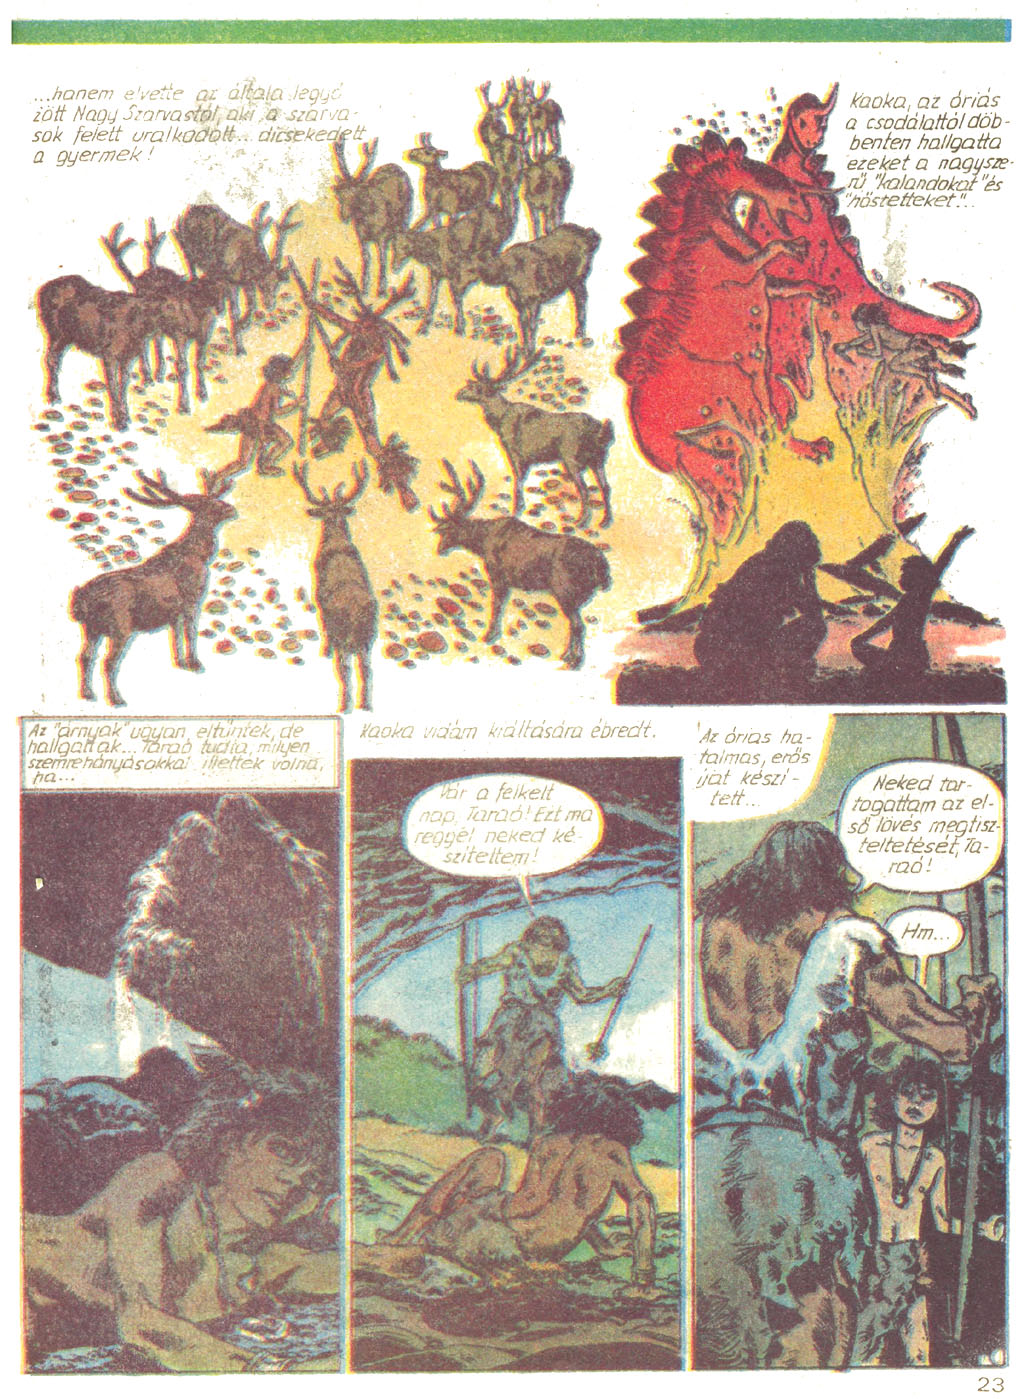 ...hanem elvette az általa legyő
zött Nagy Szarvastól, aki a szarva-
sok felett uralkodott... dicsekedett
a gyermek!
Kaoka, az óriás
a csodálattól döb-
benten hallgatta
ezeket a nagysze-
rű "kalandokat" és
"hőstetteket"...
Az "árnyak" ugyan eltűntek, de
hallgattak... Taraó tudja, milyen
szemrehányásokkal illették volna,
ha...
Kaoka vidám kiáltására ébredt.
Vár a felkelt
nap, Taraó! Ezt ma
reggel neked ké-
szítettem!
Az óriás ha-
talmas, erős
íjat készí-
tett...
Neked tar-
togattam az el-
ső lövés megtisz-
teltetését, Ta-
raó!
Hm...
23